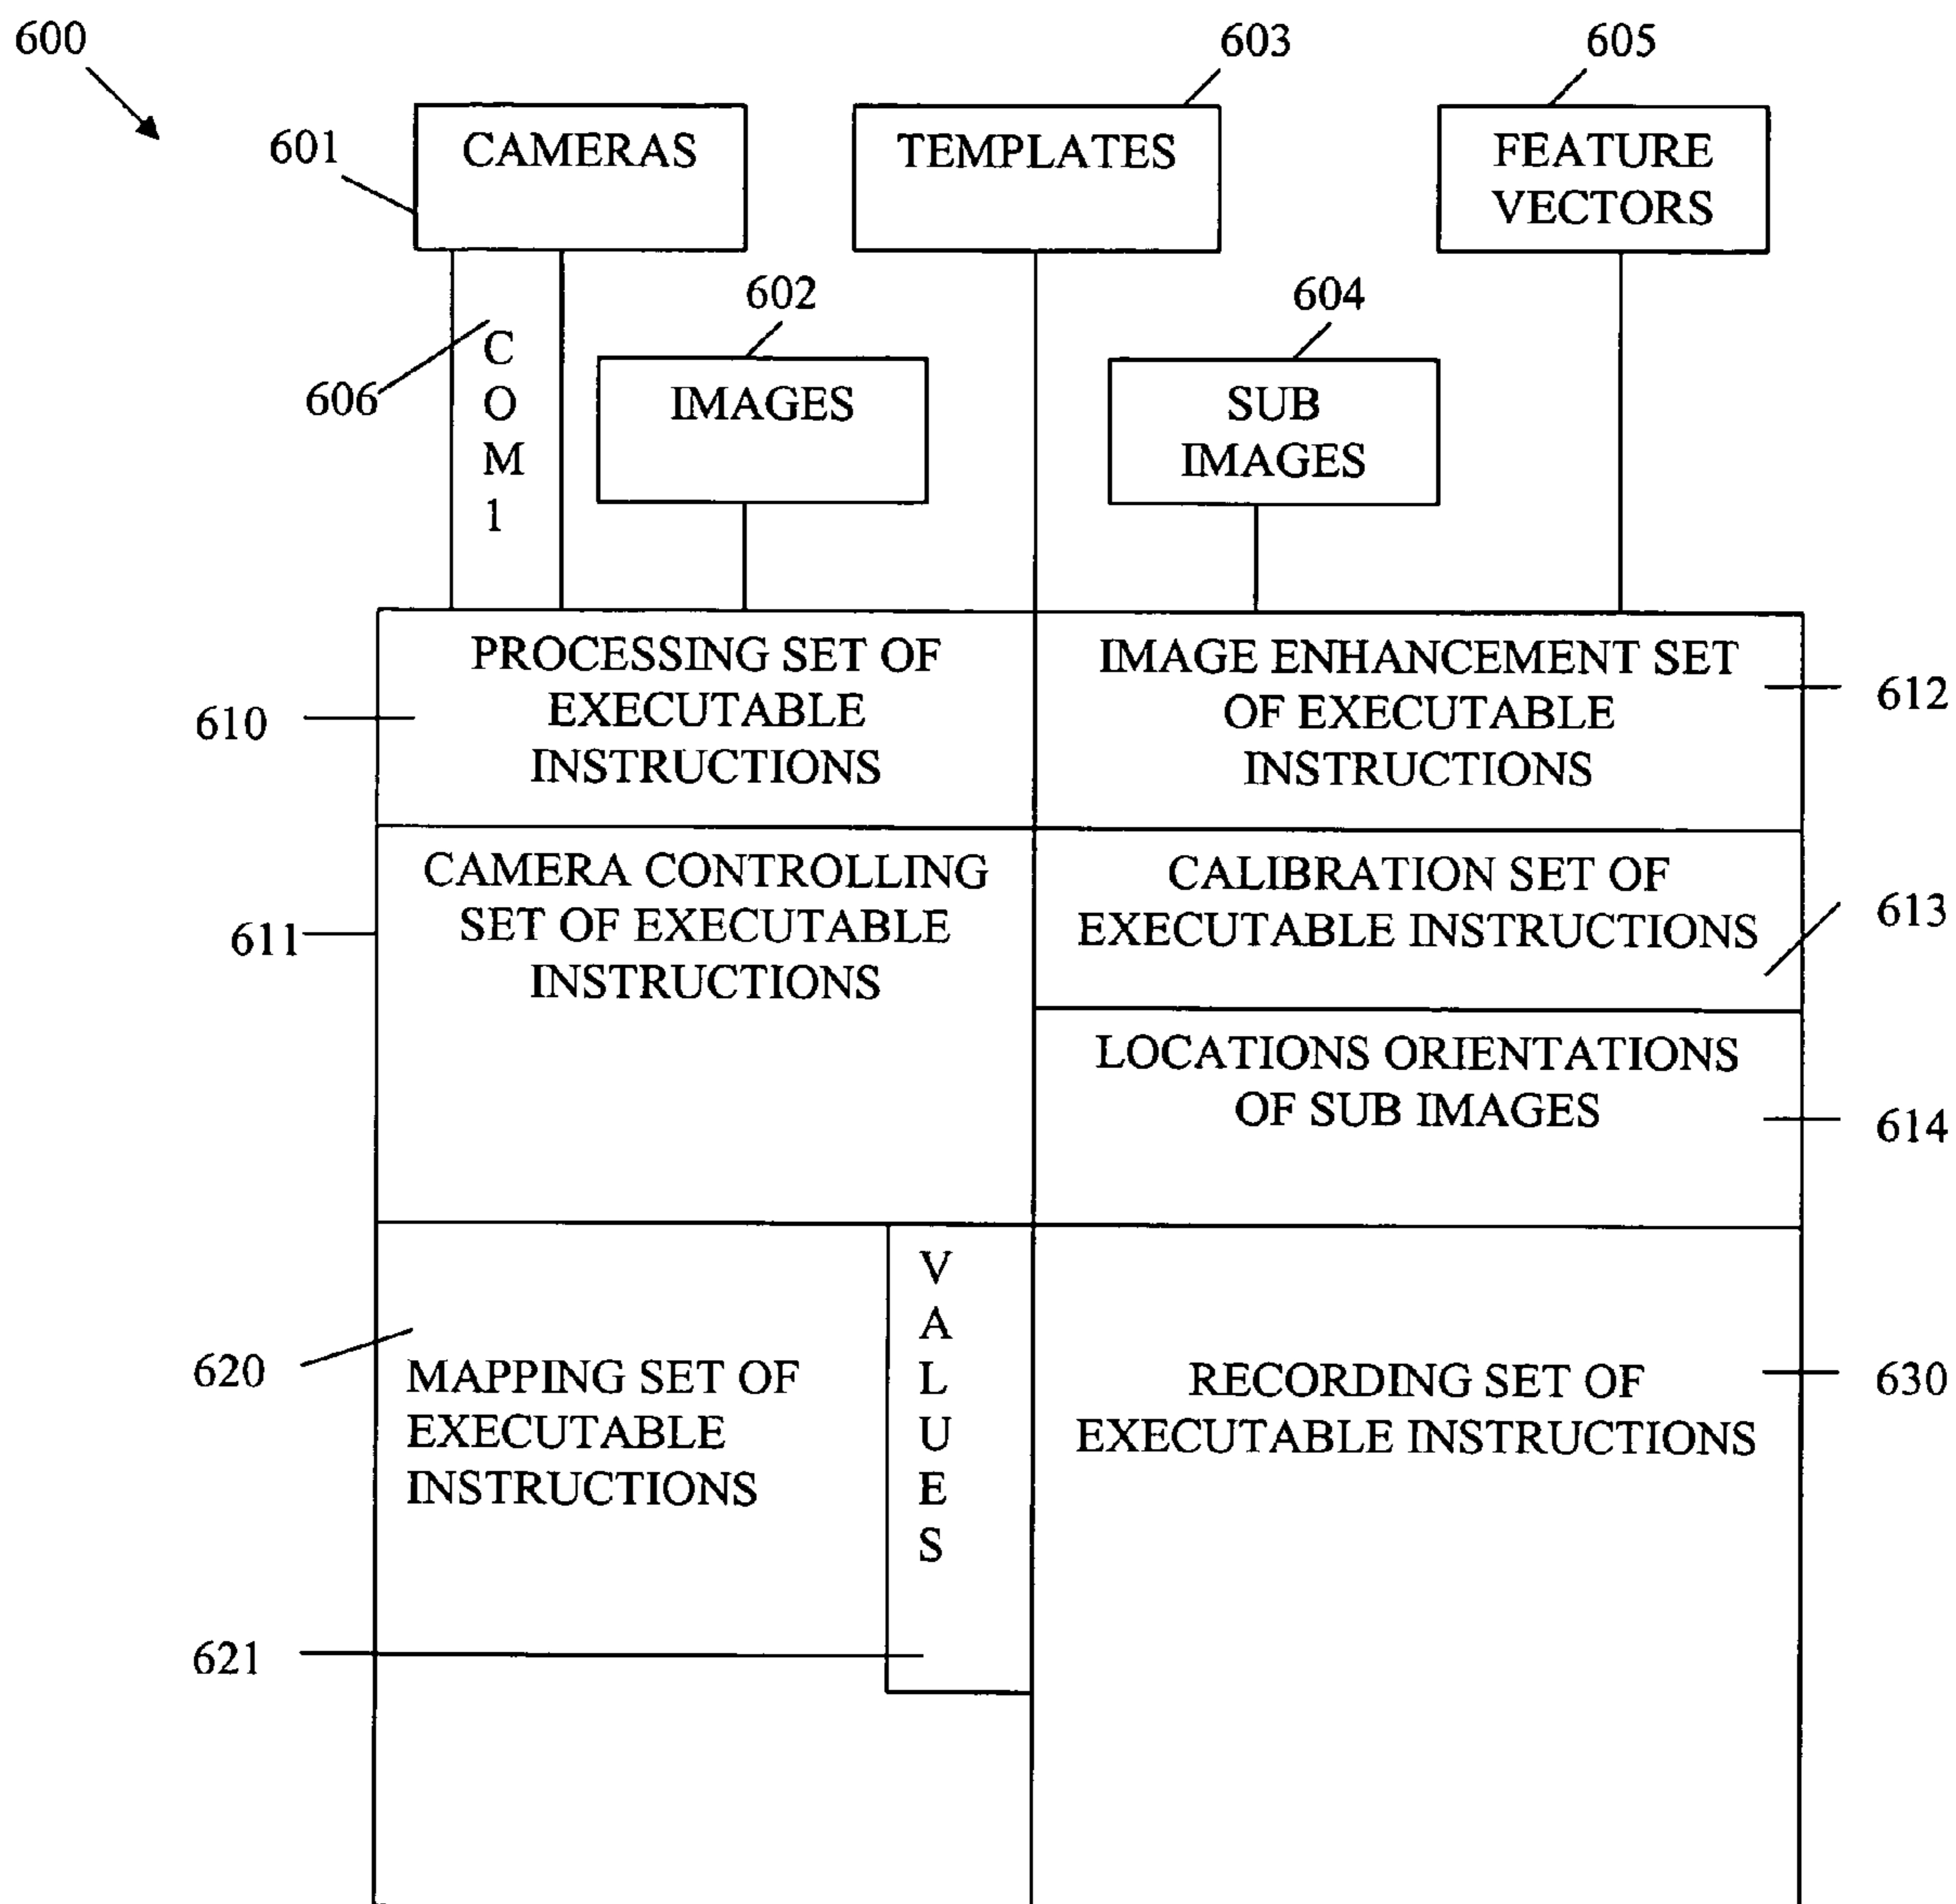 600
603
605
601
CAMERAS
TEMPLATES
FEATURE
VECTORS
602
604
606
COM1
IMAGES
SUB
IMAGES
PROCESSING SET OF
EXECUTABLE
INSTRUCTIONS
610
IMAGE ENHANCEMENT SET
OF EXECUTABLE
INSTRUCTIONS
612
CAMERA CONTROLLING
SET OF EXECUTABLE
INSTRUCTIONS
611
CALIBRATION SET OF
EXECUTABLE INSTRUCTIONS
613
LOCATIONS ORIENTATIONS
OF SUB IMAGES
614
620
MAPPING SET OF
EXECUTABLE
INSTRUCTIONS
VALUES
621
RECORDING SET OF
EXECUTABLE INSTRUCTIONS
630